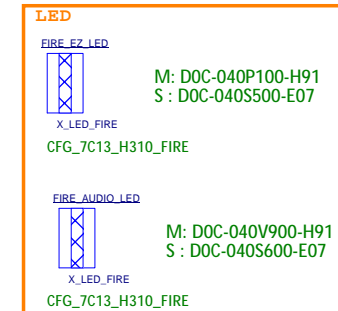 LED
FIRE_EZ_LED
M: D0C-040P100-H91
S : D0C-040S500-E07
X_LED_FIRE
CFG_7C13_H310_FIRE
FIRE_AUDIO_LED
M: D0C-040V900-H91
S : D0C-040S600-E07
X_LED_FIRE
CFG_7C13_H310_FIRE